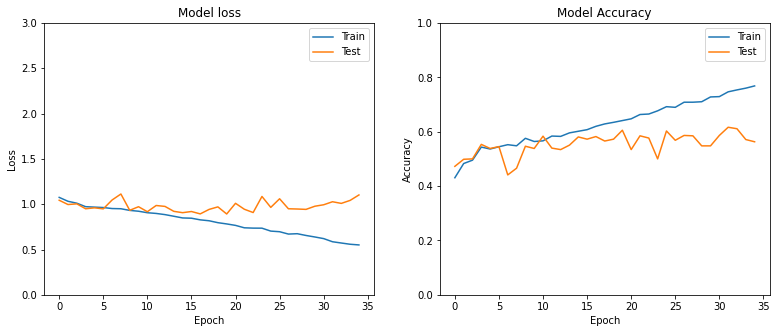 Model loss
3.0
2.5
2.0
1.5
1.0
0.5
0.0
Loss
0 5 10 15 20 25 30 35
Epoch
Train
Test
Model Accuracy
1.0
0.8
0.6
0.4
0.2
0.0
Accuracy
0 5 10 15 20 25 30 35
Epoch
Train
Test